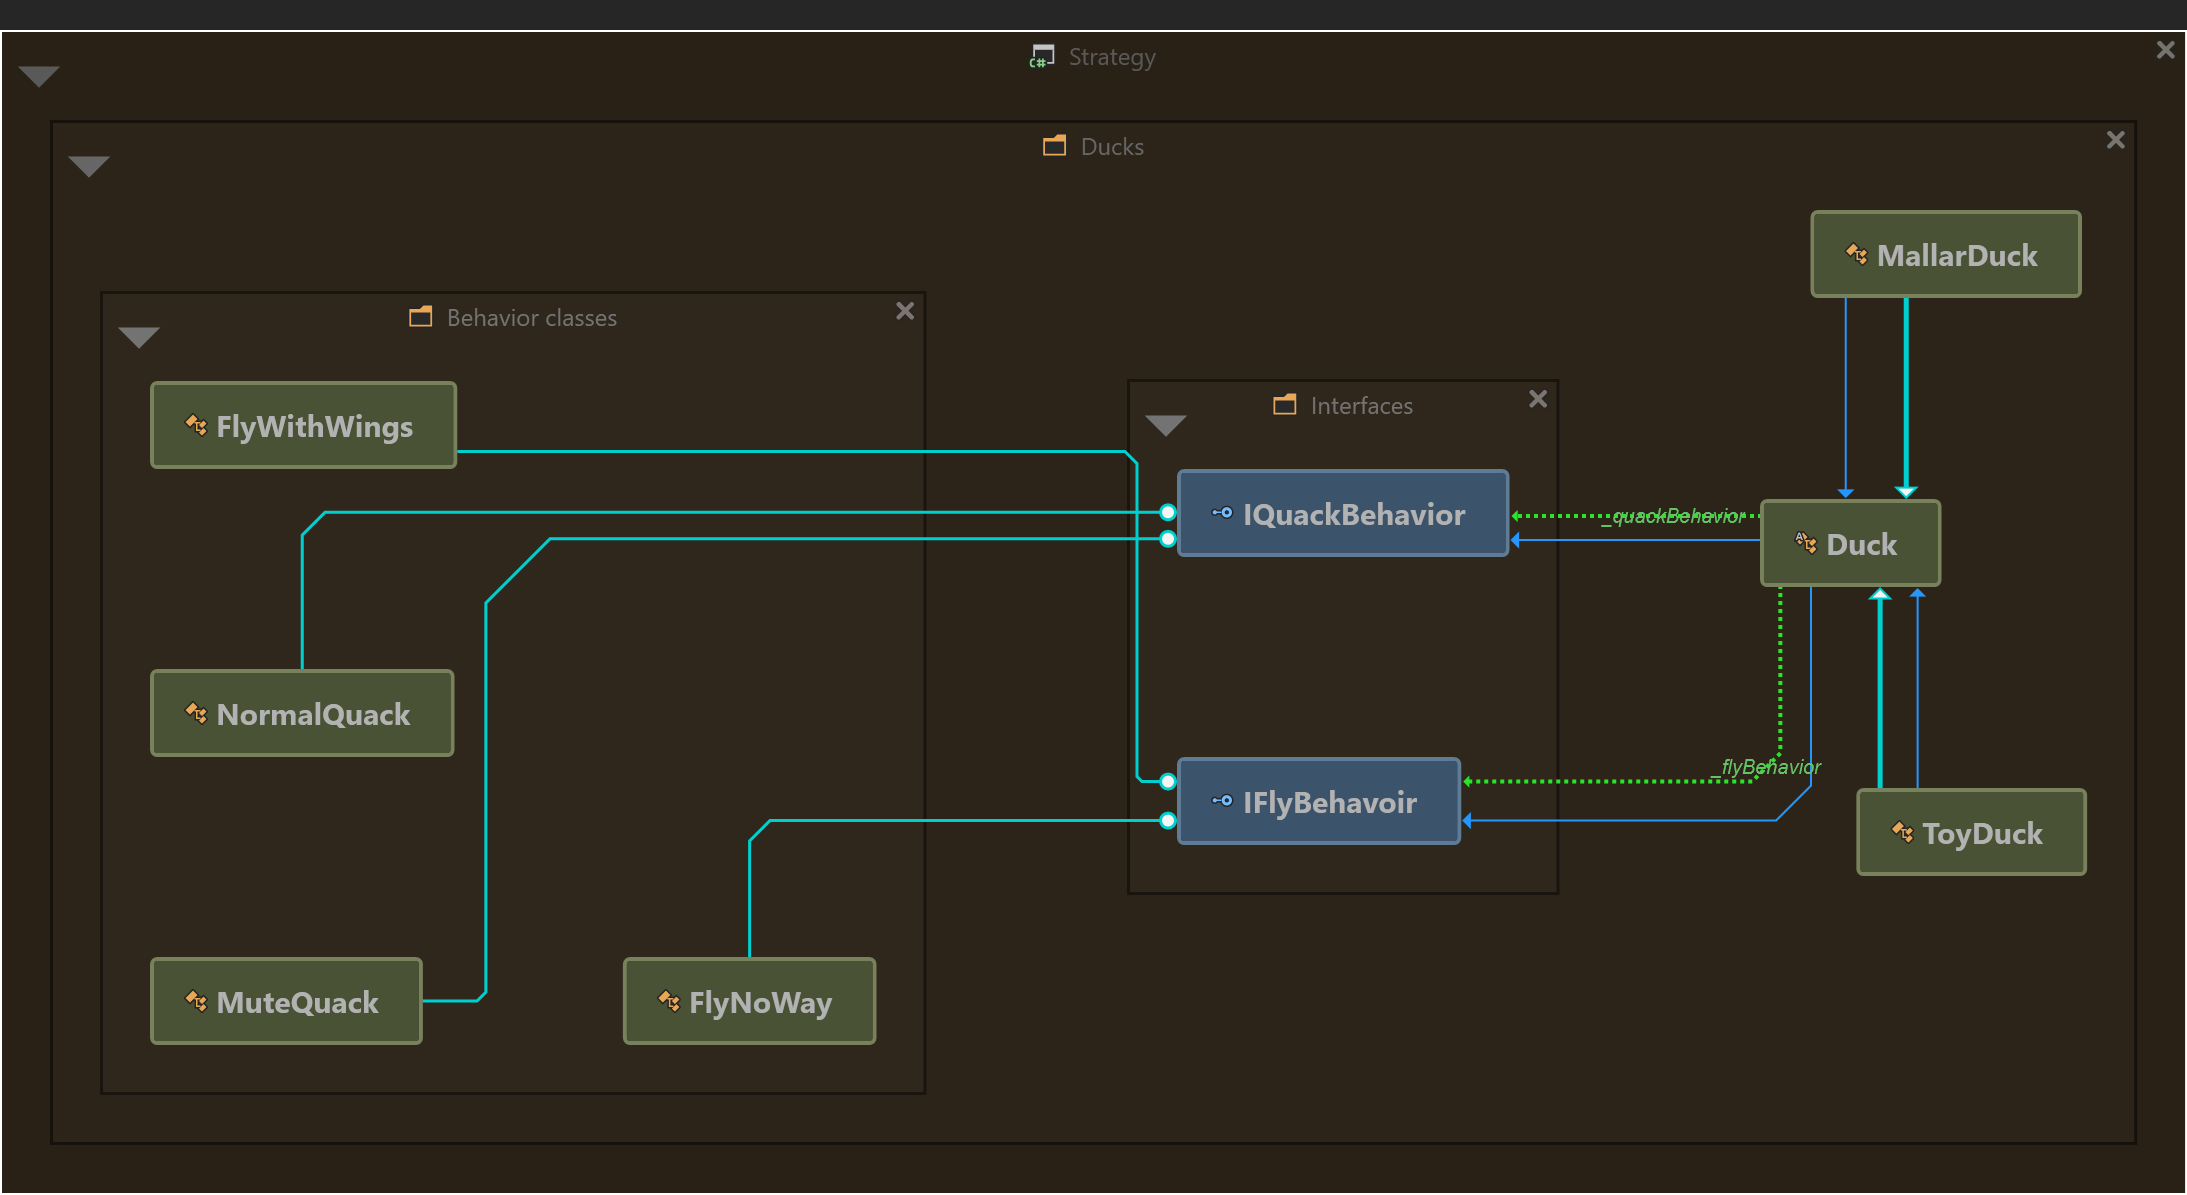 C# Strategy
Ducks
MallarDuck
Behavior classes
FlyWithWings
Interfaces
IQuackBehavior
_quackBehavior
Duck
NormalQuack
_flyBehavior
IFlyBehavoir
ToyDuck
MuteQuack
FlyNoWay